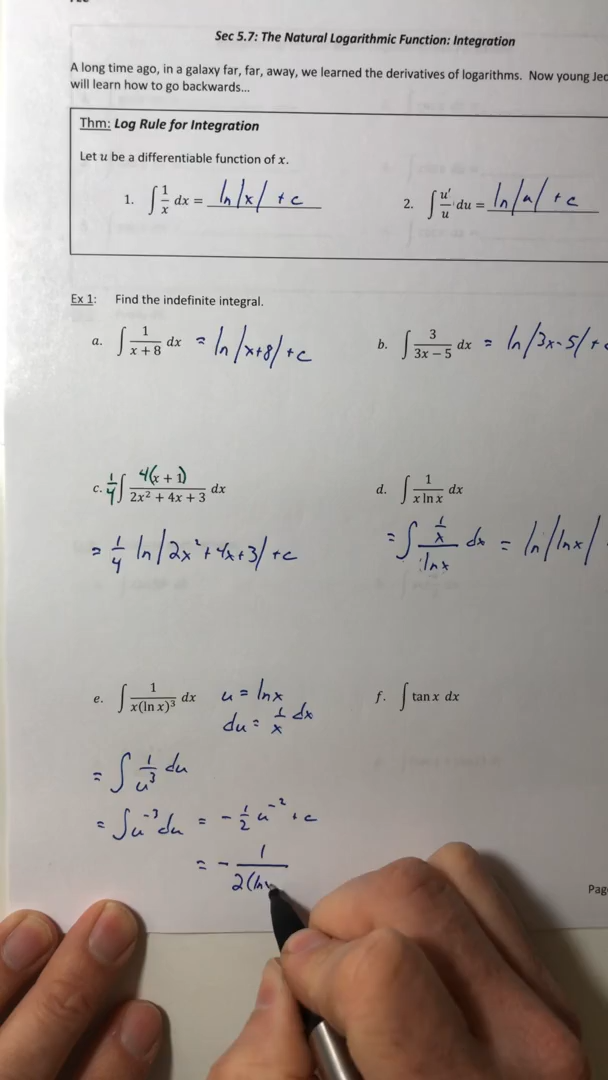 Sec 5.7: The Natural Logarithmic Function: Integration
A long time ago, in a galaxy far, far, away, we learned the derivatives of logarithms. Now young Jed
will learn how to go backwards...
Thm: Log Rule for Integration
Let u be a differentiable function of x.
1. ∫ 1/x dx = ln|x| + c
2. ∫ u'/u du = ln|u| + c
Ex 1: Find the indefinite integral.
a. ∫ 1/(x + 8) dx = ln|x+8| + c
b. ∫ 3/(3x − 5) dx = ln|3x-5| +
c. 1/4 ∫ 4(x + 1)/(2x² + 4x + 3) dx
= 1/4 ln|2x² + 4x + 3| + c
d. ∫ 1/(x ln x) dx
= ∫ (1/x)/(ln x) dx = ln|lnx|
e. ∫ 1/(x(ln x)³) dx u = lnx
du = 1/x dx
= ∫ 1/u³ du
= ∫ u⁻³ du = - 1/2 u⁻² + c
= - 1/(2(ln
f. ∫ tan x dx
Pag